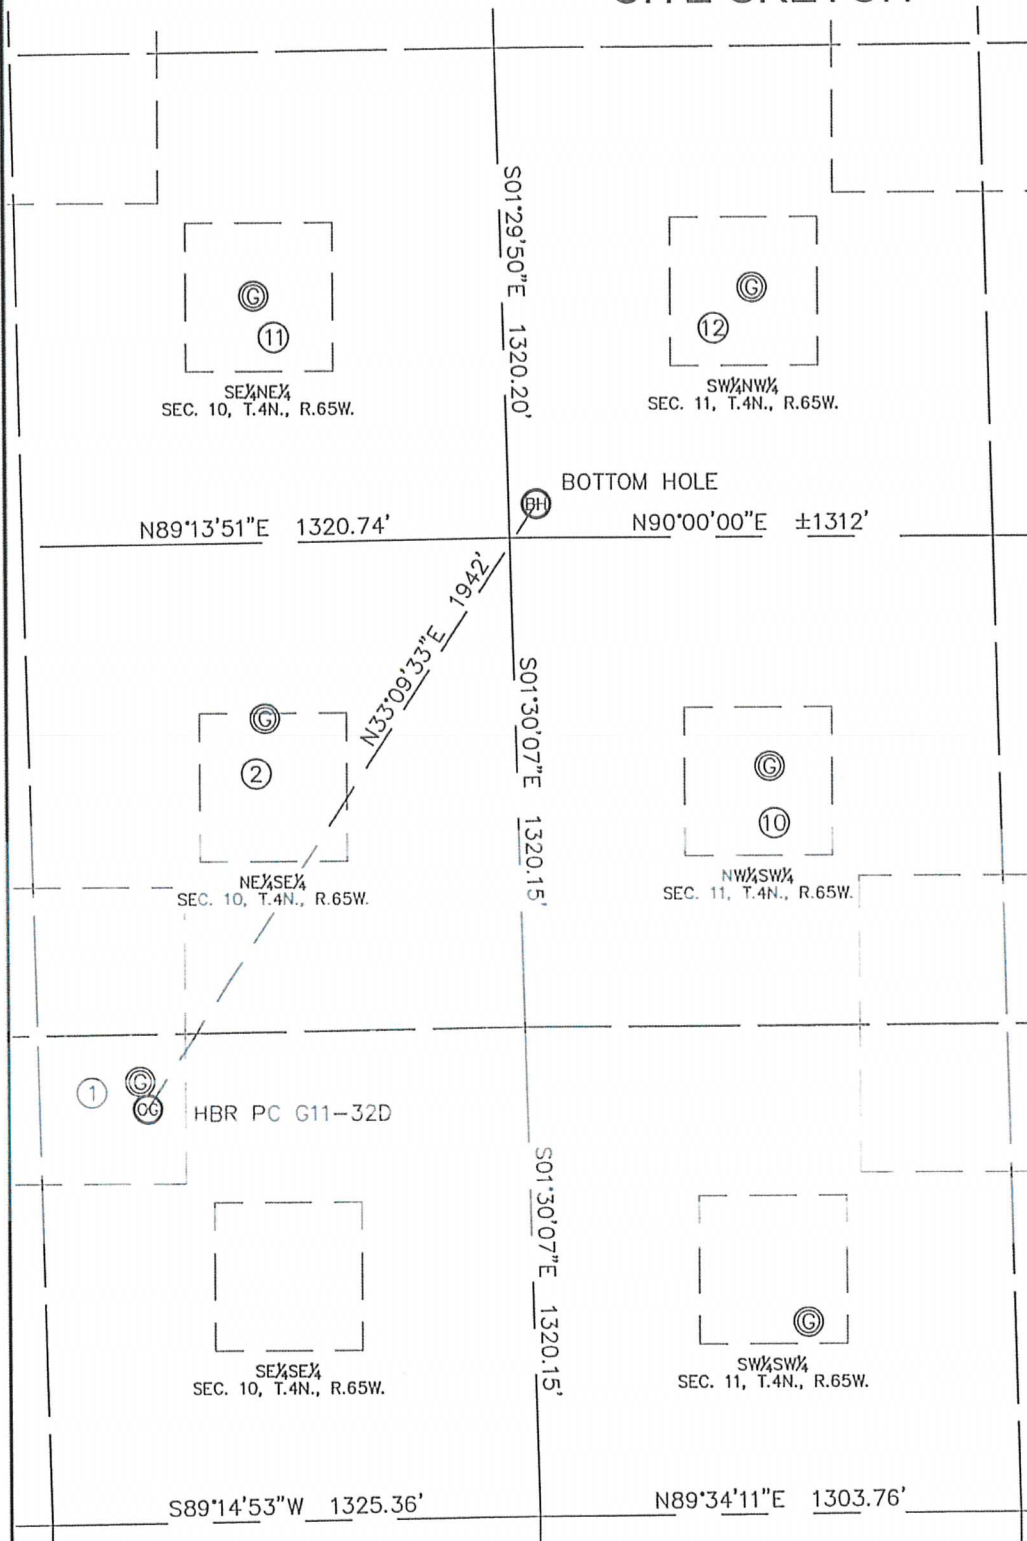 S01°29'50"E 1320.20'
G
11
SE¼NE¼
SEC. 10, T.4N., R.65W.
G
12
SW¼NW¼
SEC. 11, T.4N., R.65W.
BH
BOTTOM HOLE
N89°13'51"E 1320.74'
N90°00'00"E ±1312'
N33°09'33"E 1942'
S01°30'07"E 1320.15'
G
2
NE¼SE¼
SEC. 10, T.4N., R.65W.
G
10
NW¼SW¼
SEC. 11, T.4N., R.65W.
1
G
OG
HBR PC G11-32D
S01°30'07"E 1320.15'
SE¼SE¼
SEC. 10, T.4N., R.65W.
G
SW¼SW¼
SEC. 11, T.4N., R.65W.
S89°14'53"W 1325.36'
N89°34'11"E 1303.76'